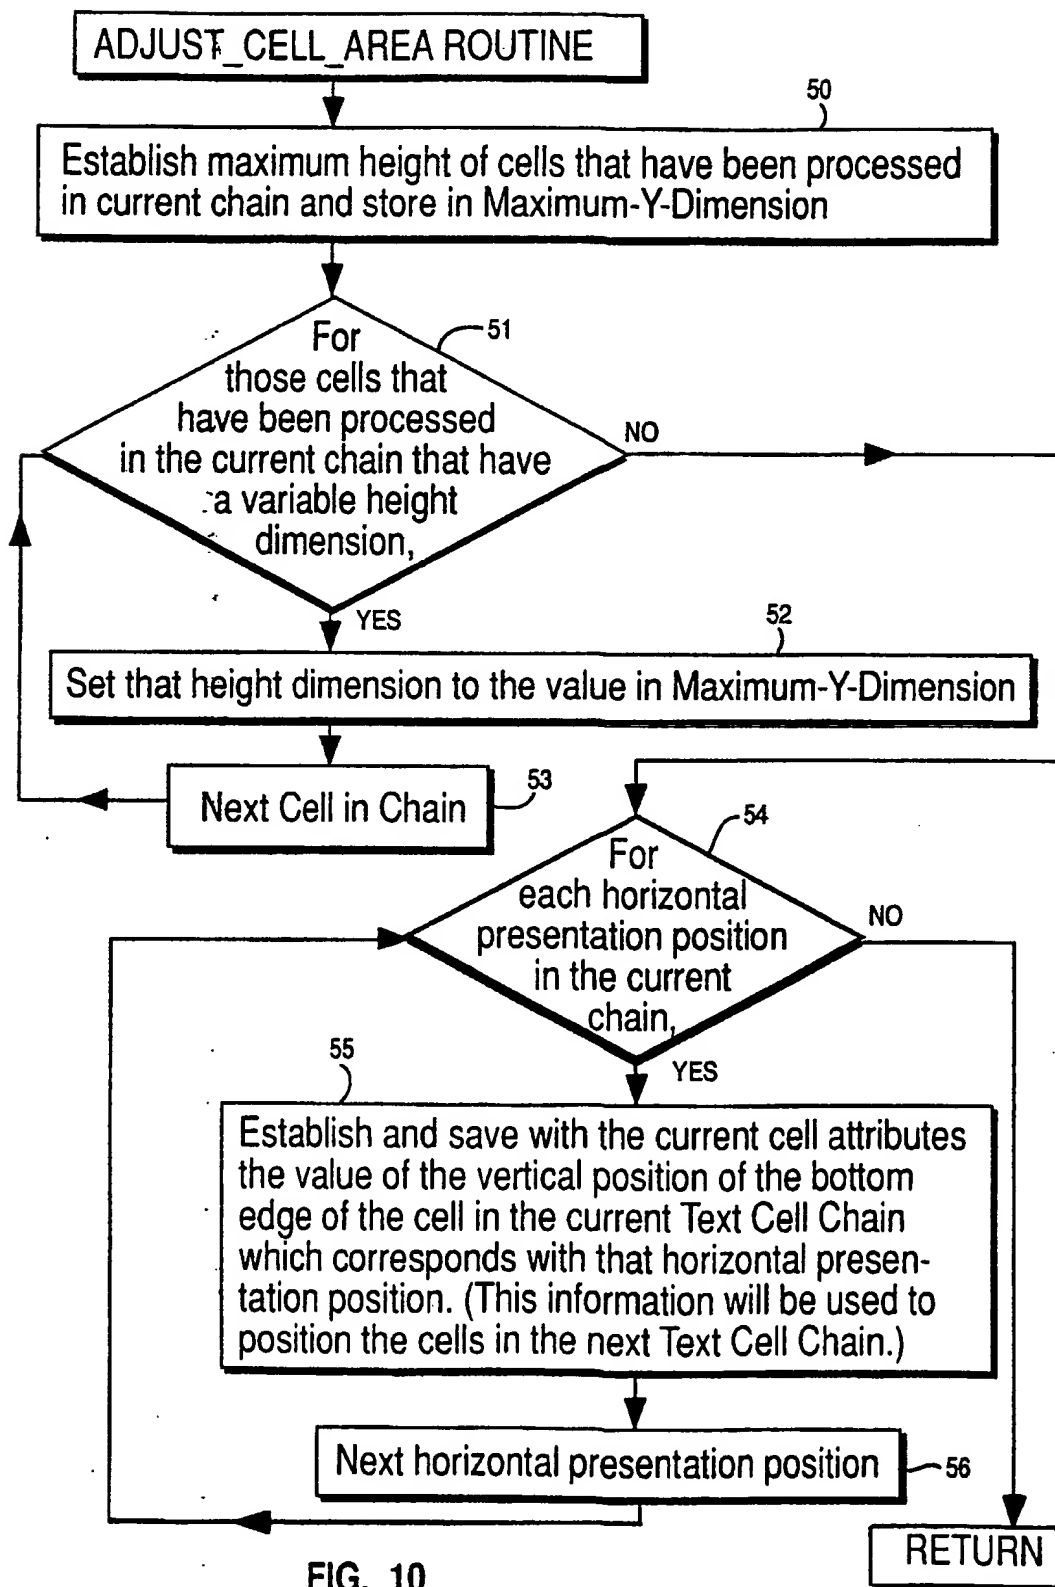 ADJUST_CELL_AREA ROUTINE
50
Establish maximum height of cells that have been processed
in current chain and store in Maximum-Y-Dimension
51
For
those cells that
have been processed
in the current chain that have
a variable height
dimension,
NO
YES
52
Set that height dimension to the value in Maximum-Y-Dimension
53
Next Cell in Chain
54
For
each horizontal
presentation position
in the current
chain,
NO
YES
55
Establish and save with the current cell attributes
the value of the vertical position of the bottom
edge of the cell in the current Text Cell Chain
which corresponds with that horizontal presen-
tation position. (This information will be used to
position the cells in the next Text Cell Chain.)
Next horizontal presentation position
56
RETURN
FIG. 10